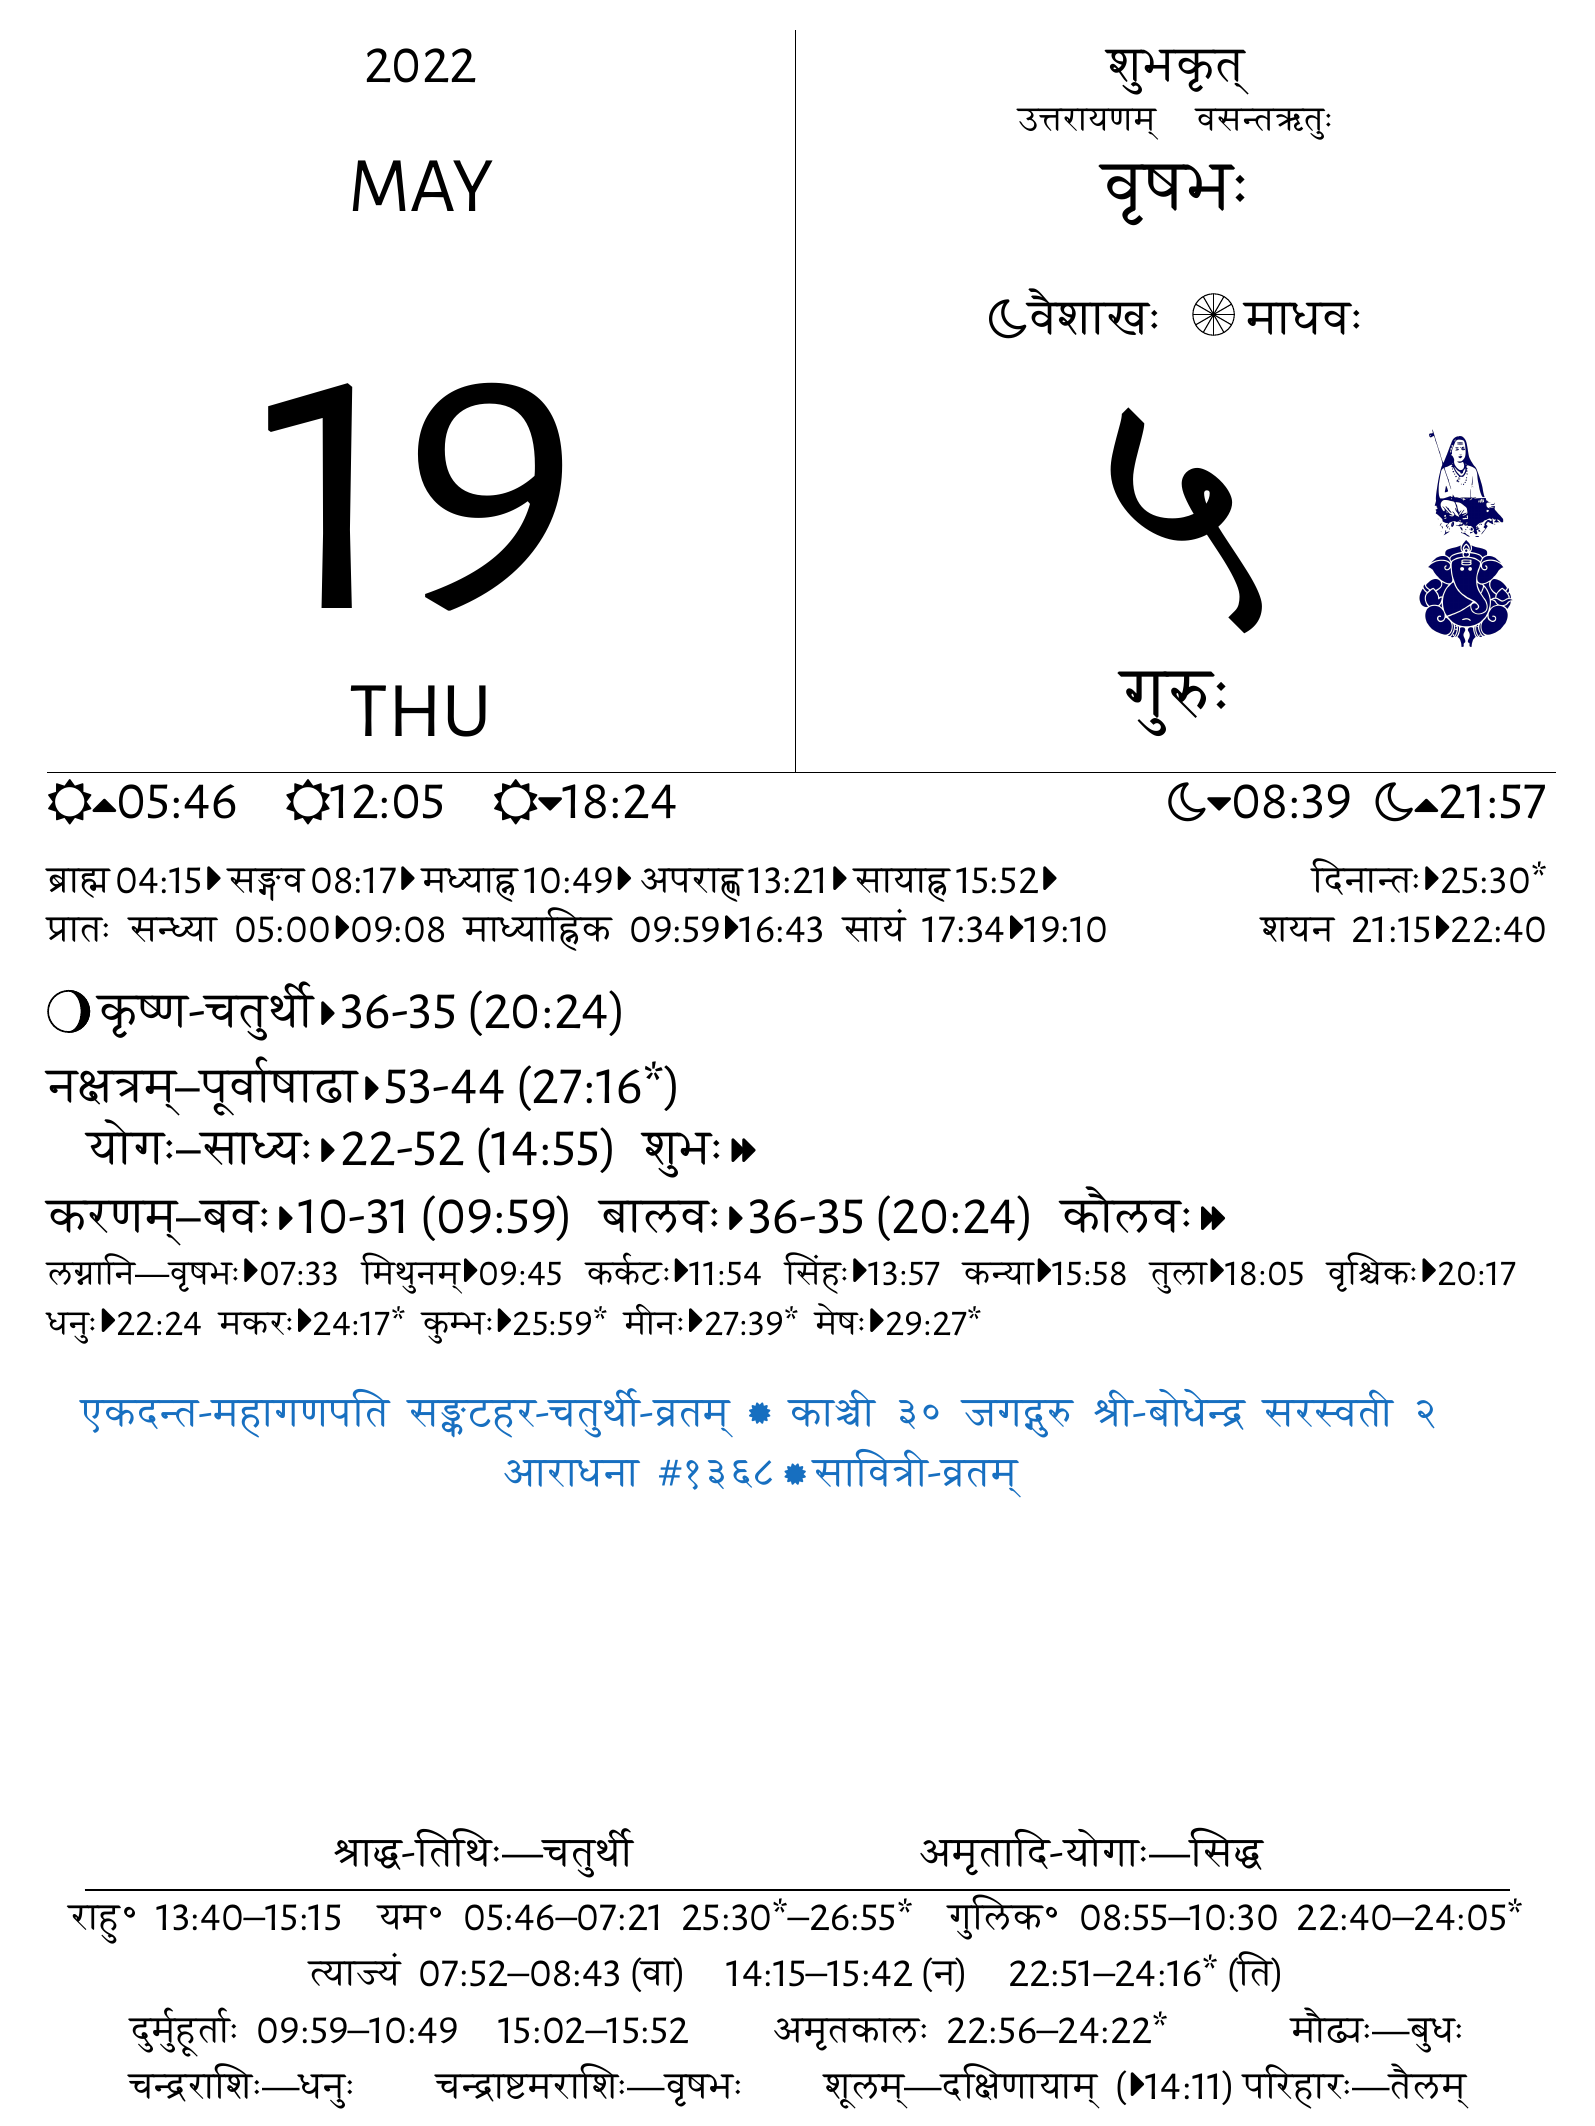 2022
MAY
19
THU
शुभकृत्
उत्तरायणम् वसन्तऋतुः
वृषभः
वैशाखः माधवः
५
गुरुः
05:46 12:05 18:24 08:39 21:57
ब्राह्म 04:15 सङ्गव 08:17 मध्याह्न 10:49 अपराह्ण 13:21 सायाह्न 15:52 दिनान्तः 25:30*
प्रातः सन्ध्या 05:00 09:08 माध्याह्निक 09:59 16:43 सायं 17:34 19:10 शयन 21:15 22:40
कृष्ण-चतुर्थी 36-35 (20:24)
नक्षत्रम्–पूर्वाषाढा 53-44 (27:16*)
योगः–साध्यः 22-52 (14:55) शुभः
करणम्–बवः 10-31 (09:59) बालवः 36-35 (20:24) कौलवः
लग्नानि—वृषभः 07:33 मिथुनम् 09:45 कर्कटः 11:54 सिंहः 13:57 कन्या 15:58 तुला 18:05 वृश्चिकः 20:17
धनुः 22:24 मकरः 24:17* कुम्भः 25:59* मीनः 27:39* मेषः 29:27*
एकदन्त-महागणपति सङ्कटहर-चतुर्थी-व्रतम् काञ्ची ३० जगद्गुरु श्री-बोधेन्द्र सरस्वती २
आराधना #१३६८ सावित्री-व्रतम्
श्राद्ध-तिथिः—चतुर्थी अमृतादि-योगाः—सिद्ध
राहु॰ 13:40–15:15 यम॰ 05:46–07:21 25:30*–26:55* गुलिक॰ 08:55–10:30 22:40–24:05*
त्याज्यं 07:52–08:43 (वा) 14:15–15:42 (न) 22:51–24:16* (ति)
दुर्मुहूर्ताः 09:59–10:49 15:02–15:52 अमृतकालः 22:56–24:22* मौढ्यः—बुधः
चन्द्रराशिः—धनुः चन्द्राष्टमराशिः—वृषभः शूलम्—दक्षिणायाम् (14:11) परिहारः—तैलम्